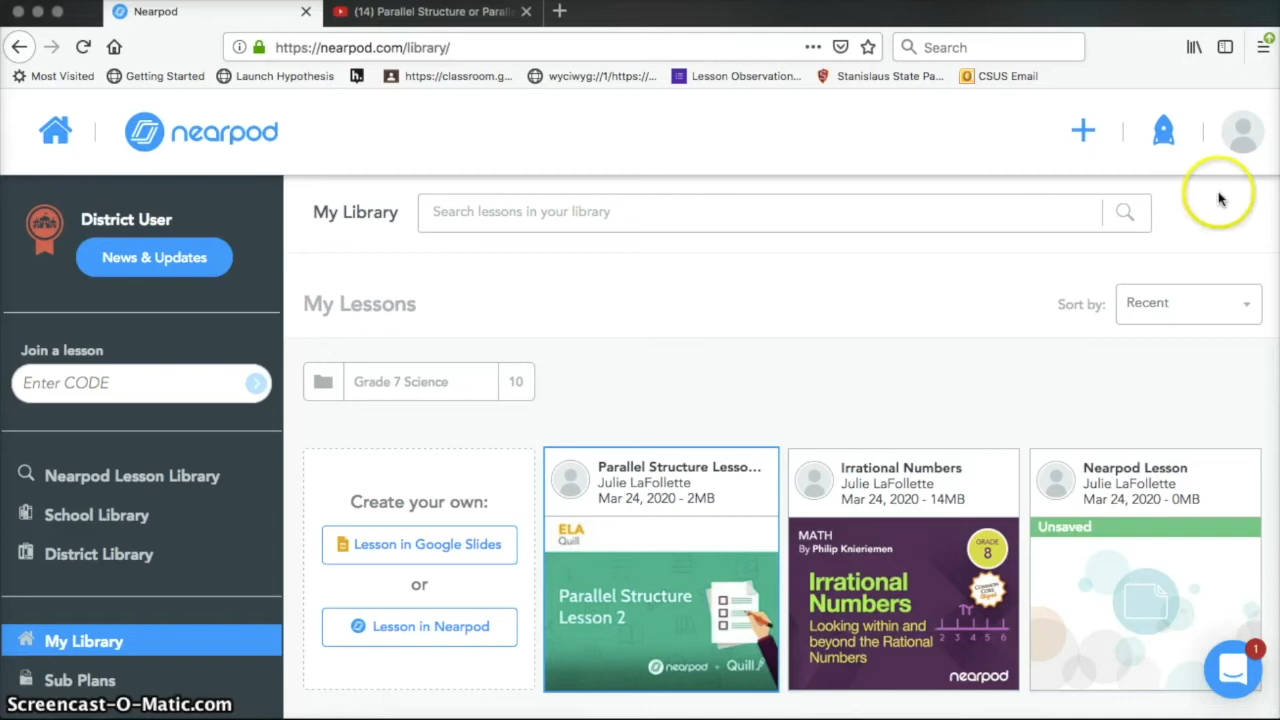 Nearpod
(14) Parallel Structure or Paralle
https://nearpod.com/library/
Search
Most Visited
Getting Started
Launch Hypothesis
h.
https://classroom.g...
wyciwyg://1/https:/...
Lesson Observation...
Stanislaus State Pa...
CSUS Email
nearpod
District User
News & Updates
Join a lesson
Enter CODE
Nearpod Lesson Library
School Library
District Library
My Library
Sub Plans
My Library
Search lessons in your library
My Lessons
Sort by:
Recent
Grade 7 Science
10
Create your own:
Lesson in Google Slides
or
Lesson in Nearpod
Parallel Structure Lesso...
Julie LaFollette
Mar 24, 2020 - 2MB
ELA
Quill
Parallel Structure
Lesson 2
nearpod + Quill
Irrational Numbers
Julie LaFollette
Mar 24, 2020 - 14MB
MATH
By Philip Knieriemen
GRADE
8
Irrational
Numbers
Looking within and
beyond the Rational
Numbers
π
2 3 4 5 6
nearpod
Nearpod Lesson
Julie LaFollette
Mar 24, 2020 - 0MB
Unsaved
1
Screencast-O-Matic.com